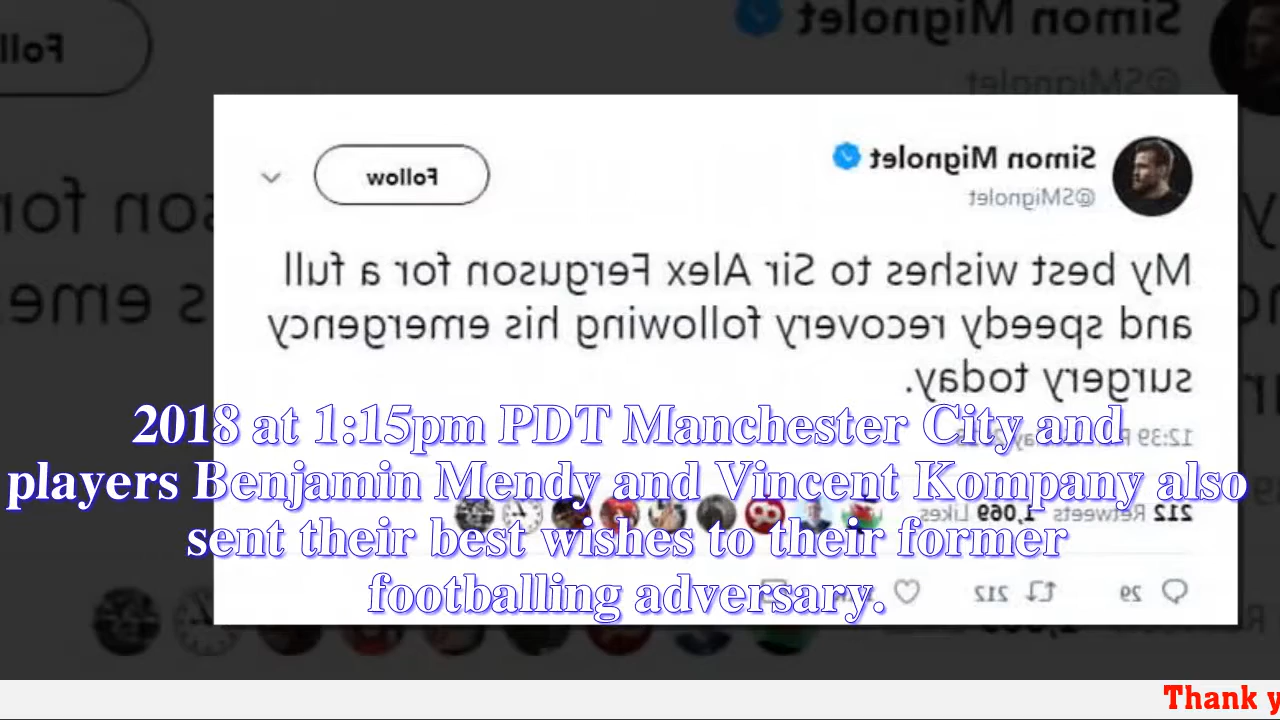 Simon Mignolet
@SMignolet
Follow
My best wishes to Sir Alex Ferguson for a full
and speedy recovery following his emergency
surgery today.
2018 at 1:15pm PDT Manchester City and
players Benjamin Mendy and Vincent Kompany also
sent their best wishes to their former
footballing adversary.
12:39
212 Retweets 1,069 Likes
29 212
Thank